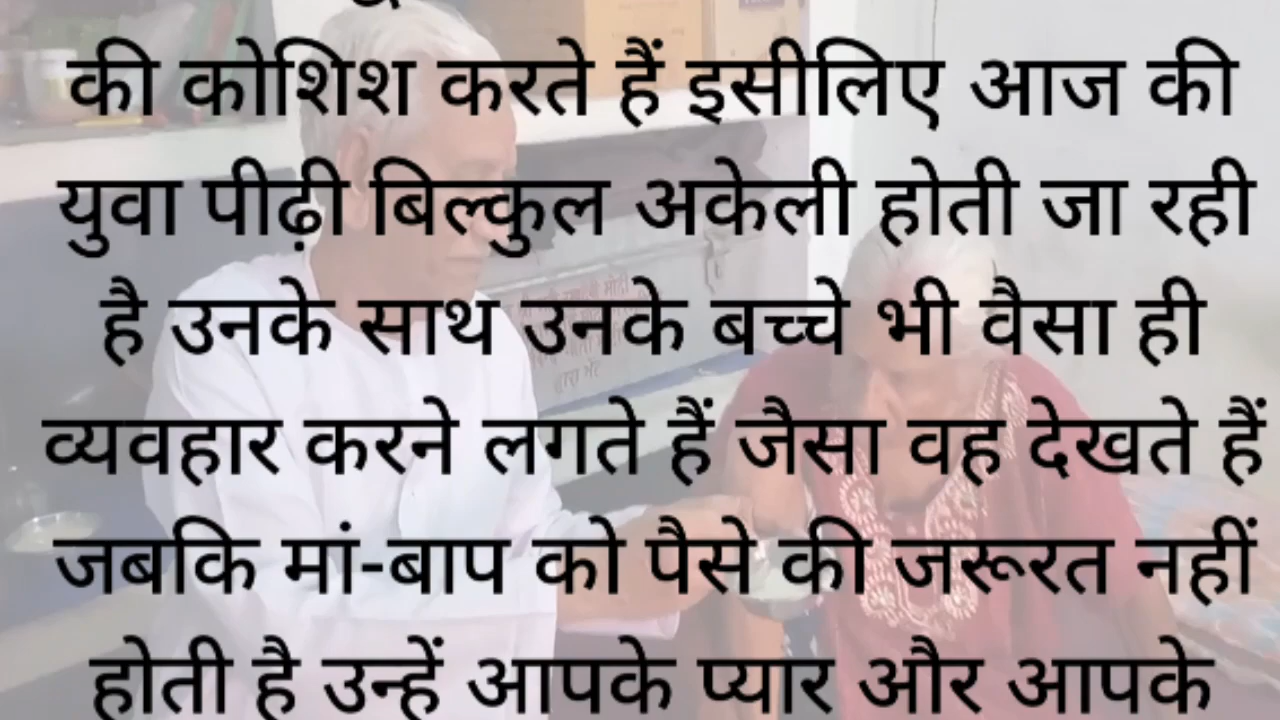 की कोशिश करते हैं इसीलिए आज की
युवा पीढ़ी बिल्कुल अकेली होती जा रही
है उनके साथ उनके बच्चे भी वैसा ही
व्यवहार करने लगते हैं जैसा वह देखते हैं
जबकि मां-बाप को पैसे की जरूरत नहीं
होती है उन्हें आपके प्यार और आपके